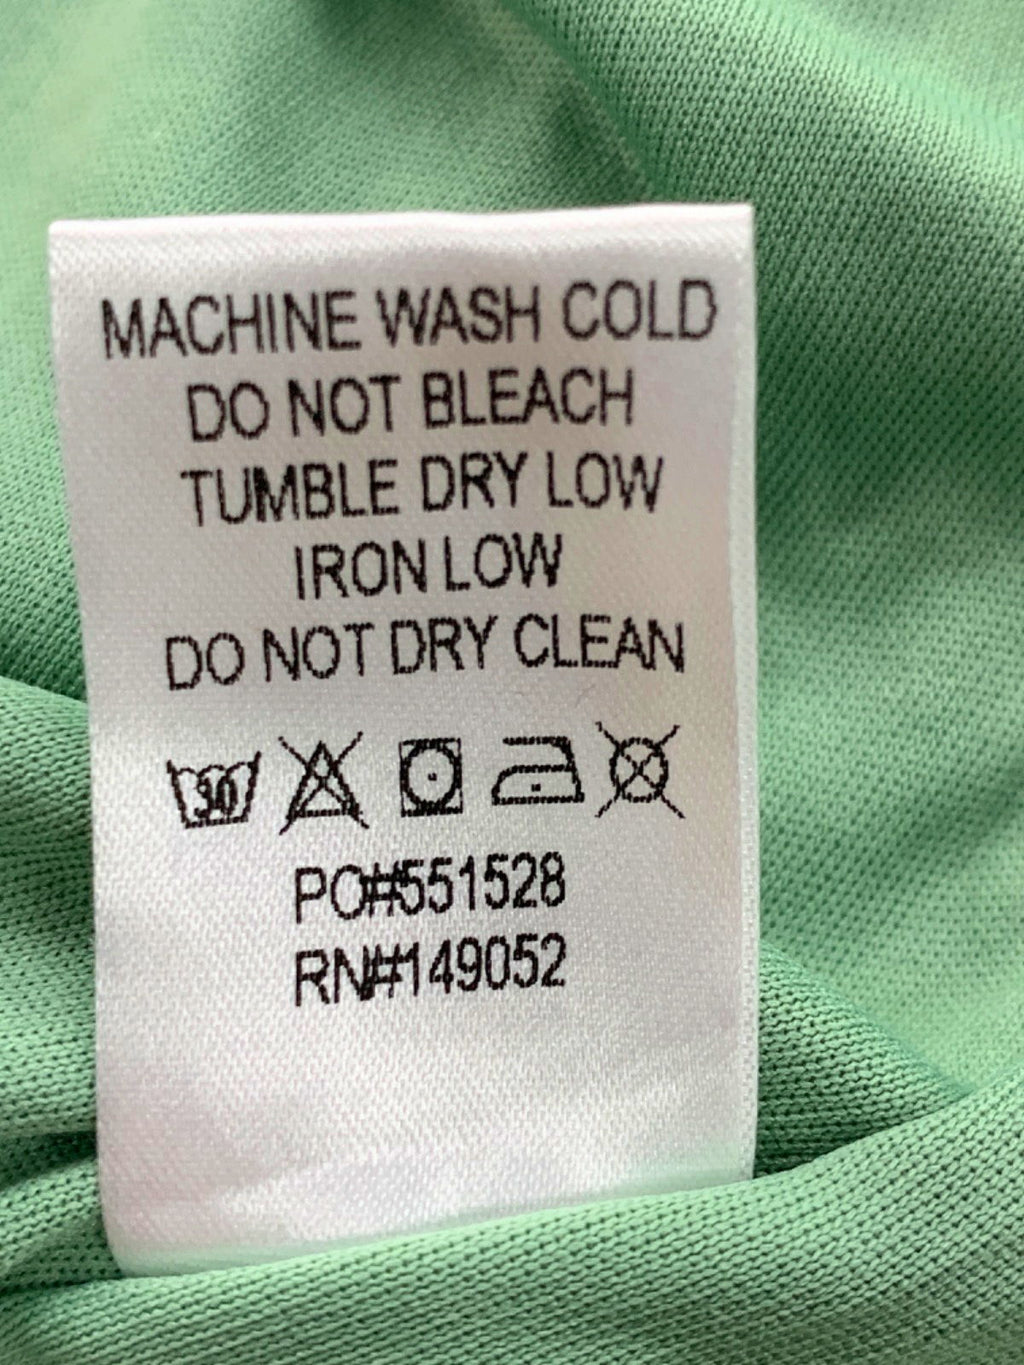 MACHINE WASH COLD
DO NOT BLEACH
TUMBLE DRY LOW
IRON LOW
DO NOT DRY CLEAN
30
PO#551528
RN#149052